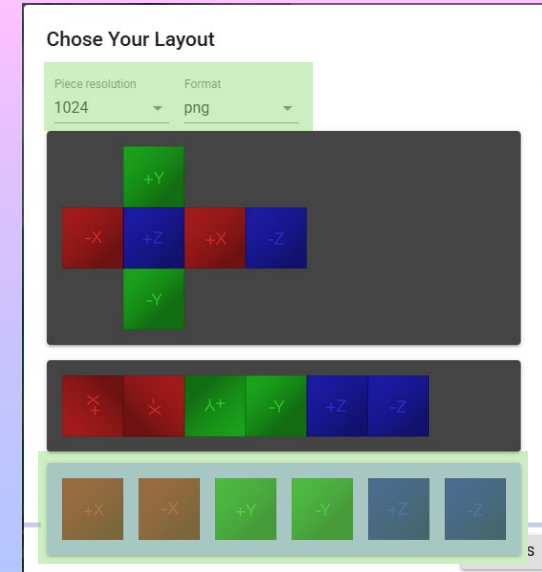 Chose Your Layout
Piece resolution Format
1024 png
+Y
-X +Z +X -Z
-Y
+X -X +Y -Y +Z -Z
+X -X +Y -Y +Z -Z
S